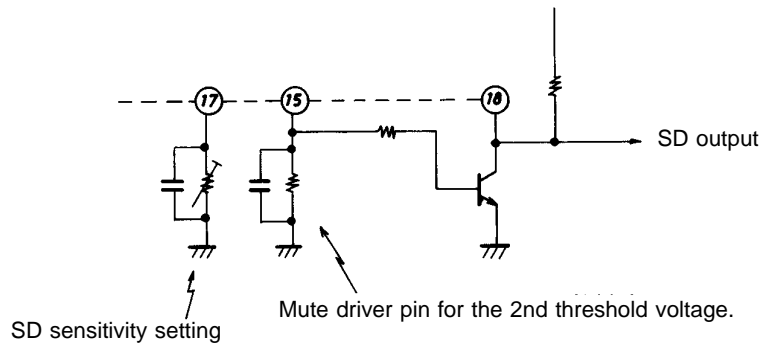 17 15 18
SD output
Mute driver pin for the 2nd threshold voltage.
SD sensitivity setting